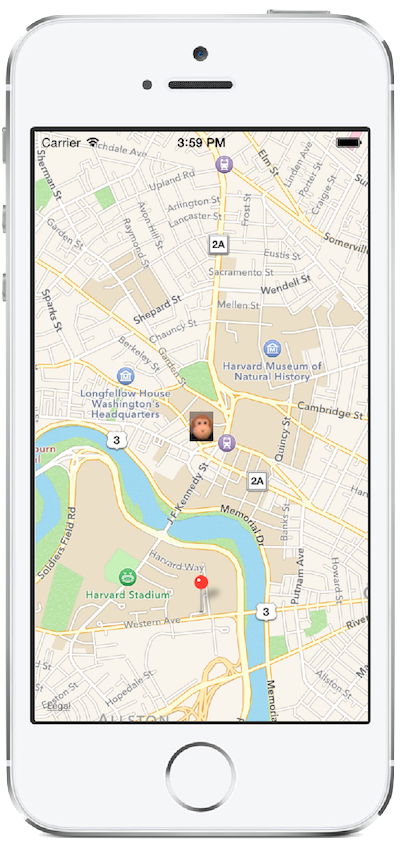 Carrier
3:59 PM
Upland Rd
Elm St
Linden Ave
Porter St
Craigie St
Sherman St
Arlington St
Lancaster St
Avon Hill St
Raymond St
Frost St
Garden St
2A
Somerville
Eustis St
Sacramento St
Wendell St
Sparks St
Shepard St
Mellen St
Chauncy St
Berkeley St
Garden St
Harvard Museum of
Natural History
Longfellow House
Washington's
Headquarters
Cambridge St
Quincy St
3
2A
J.F.Kennedy St
Memorial Dr
Banks St
Soldiers Field Rd
Harvard Way
Putnam Ave
Howard St
Harvard Stadium
3
Western Ave
River
Hopedale St
Allston St
Legal
Memorial
ALLSTON